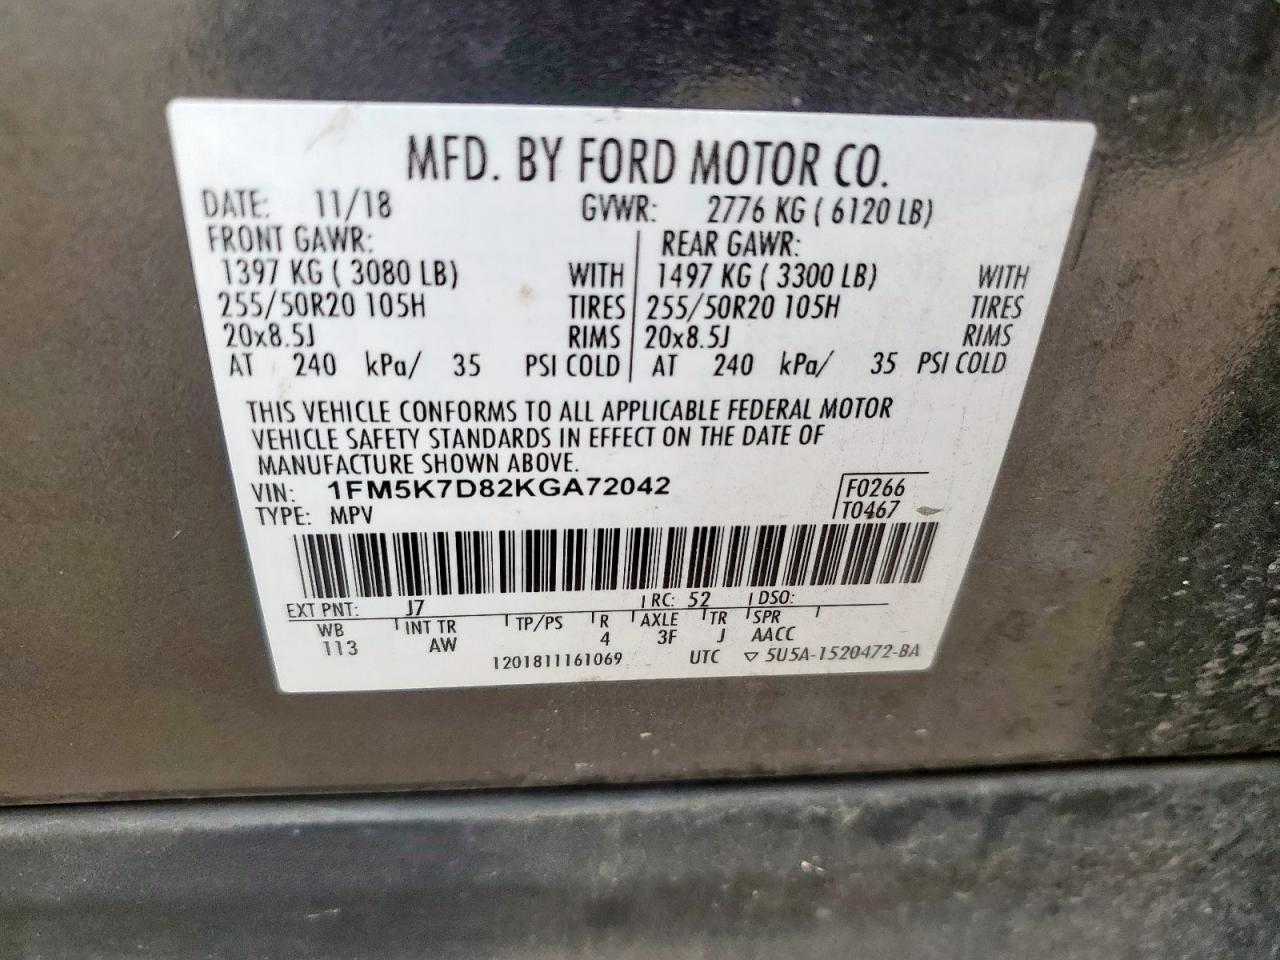 MFD. BY FORD MOTOR CO.
DATE: 11/18 GVWR: 2776 KG ( 6120 LB)
FRONT GAWR: REAR GAWR:
1397 KG ( 3080 LB) WITH 1497 KG ( 3300 LB) WITH
255/50R20 105H TIRES 255/50R20 105H TIRES
20x8.5J RIMS 20x8.5J RIMS
AT 240 kPa/ 35 PSI COLD AT 240 kPa/ 35 PSI COLD
THIS VEHICLE CONFORMS TO ALL APPLICABLE FEDERAL MOTOR
VEHICLE SAFETY STANDARDS IN EFFECT ON THE DATE OF
MANUFACTURE SHOWN ABOVE.
VIN: 1FM5K7D82KGA72042 F0266
TYPE: MPV T0467
EXT PNT: J7 RC: 52 DSO:
WB INT TR TP/PS R AXLE TR SPR
113 AW 4 3F J AACC
1201811161069 UTC ▽ 5U5A-1520472-BA